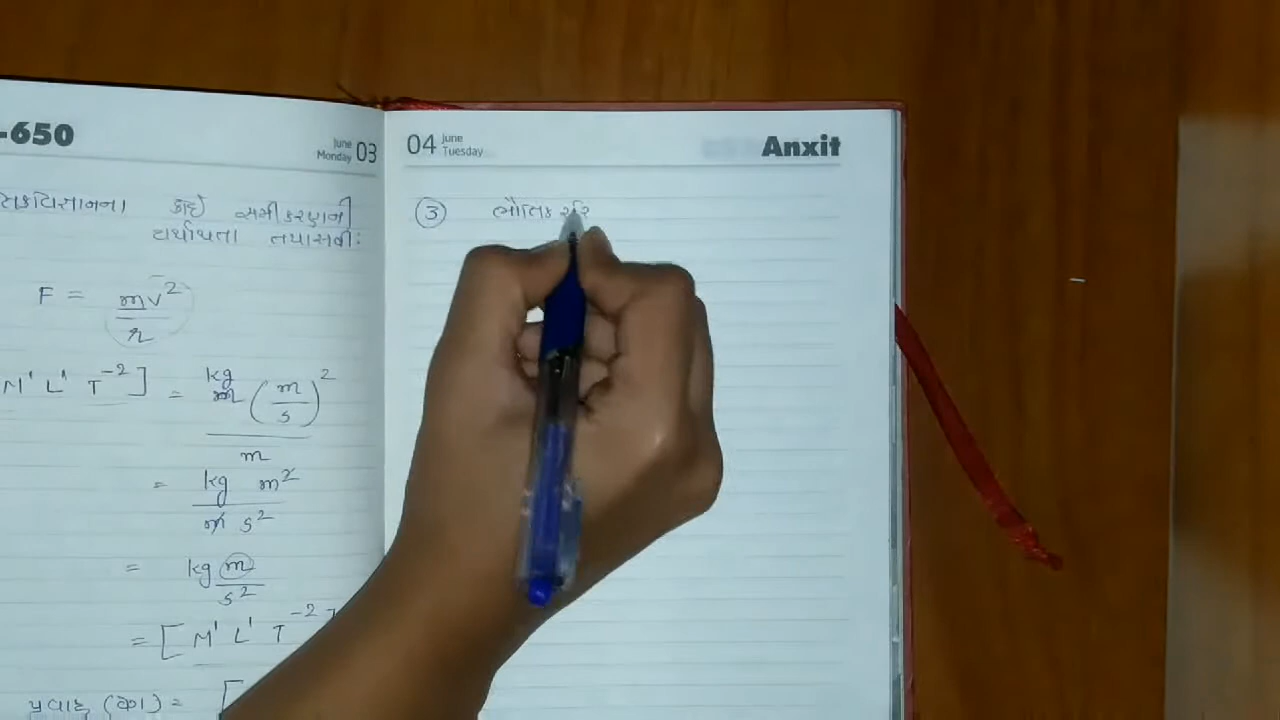 -650
June
Monday 03
તિકવિજ્ઞાનના કોઈ સમીકરણની
યર્થાથતા તપાસવી:
F = mv²
r
M¹ L¹ T⁻²] = kg (m/s)²
m
= kg m²
m s²
= kg m
s²
= [M¹ L¹ T⁻²]
પ્રવાહ (I) = [
04 June
Tuesday
Anxit
③ ભૌતિક